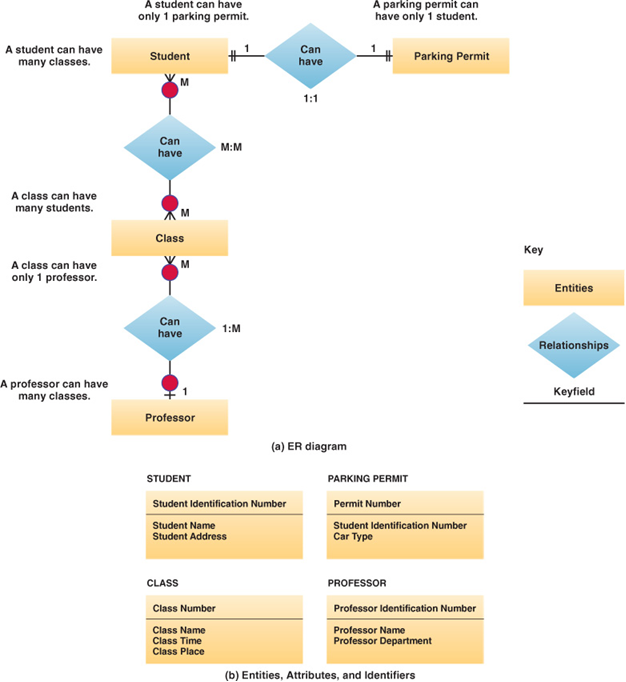 A student can have
only 1 parking permit.
A parking permit can
have only 1 student.
A student can have
many classes.
Student
1
Can
have
1
Parking Permit
1:1
M
Can
have
M:M
A class can have
many students.
M
Class
A class can have
only 1 professor.
M
Can
have
1:M
A professor can have
many classes.
1
Professor
Key
Entities
Relationships
Keyfield
(a) ER diagram
STUDENT
Student Identification Number
Student Name
Student Address
PARKING PERMIT
Permit Number
Student Identification Number
Car Type
CLASS
Class Number
Class Name
Class Time
Class Place
PROFESSOR
Professor Identification Number
Professor Name
Professor Department
(b) Entities, Attributes, and Identifiers